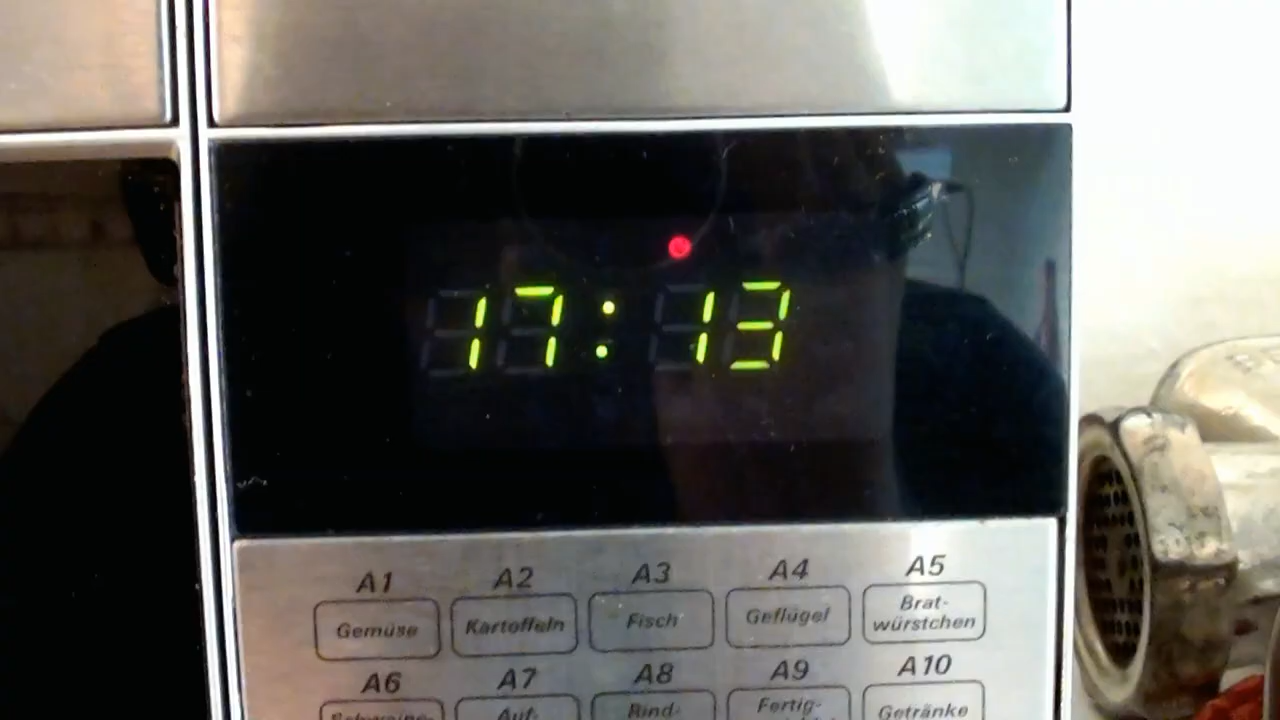 17:13
A1 A2 A3 A4 A5
Gemüse Kartoffeln Fisch Geflügel Brat-
würstchen
A6 A7 A8 A9 A10
Auf- Rind- Fertig- Getränke